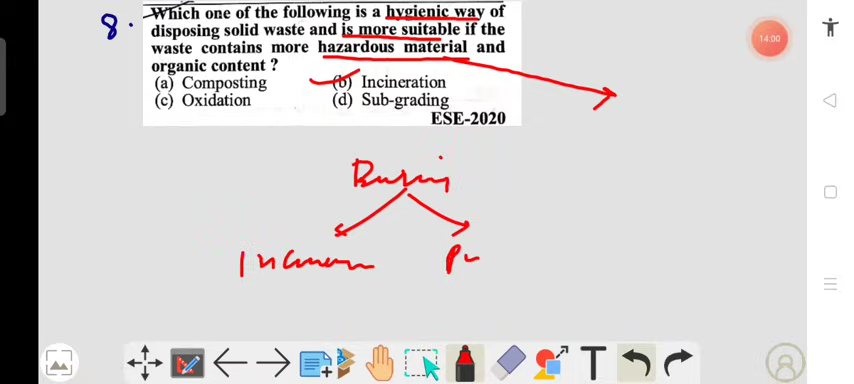 14:00
8. Which one of the following is a hygienic way of
disposing solid waste and is more suitable if the
waste contains more hazardous material and
organic content ?
(a) Composting (b) Incineration
(c) Oxidation (d) Sub-grading
ESE-2020
T